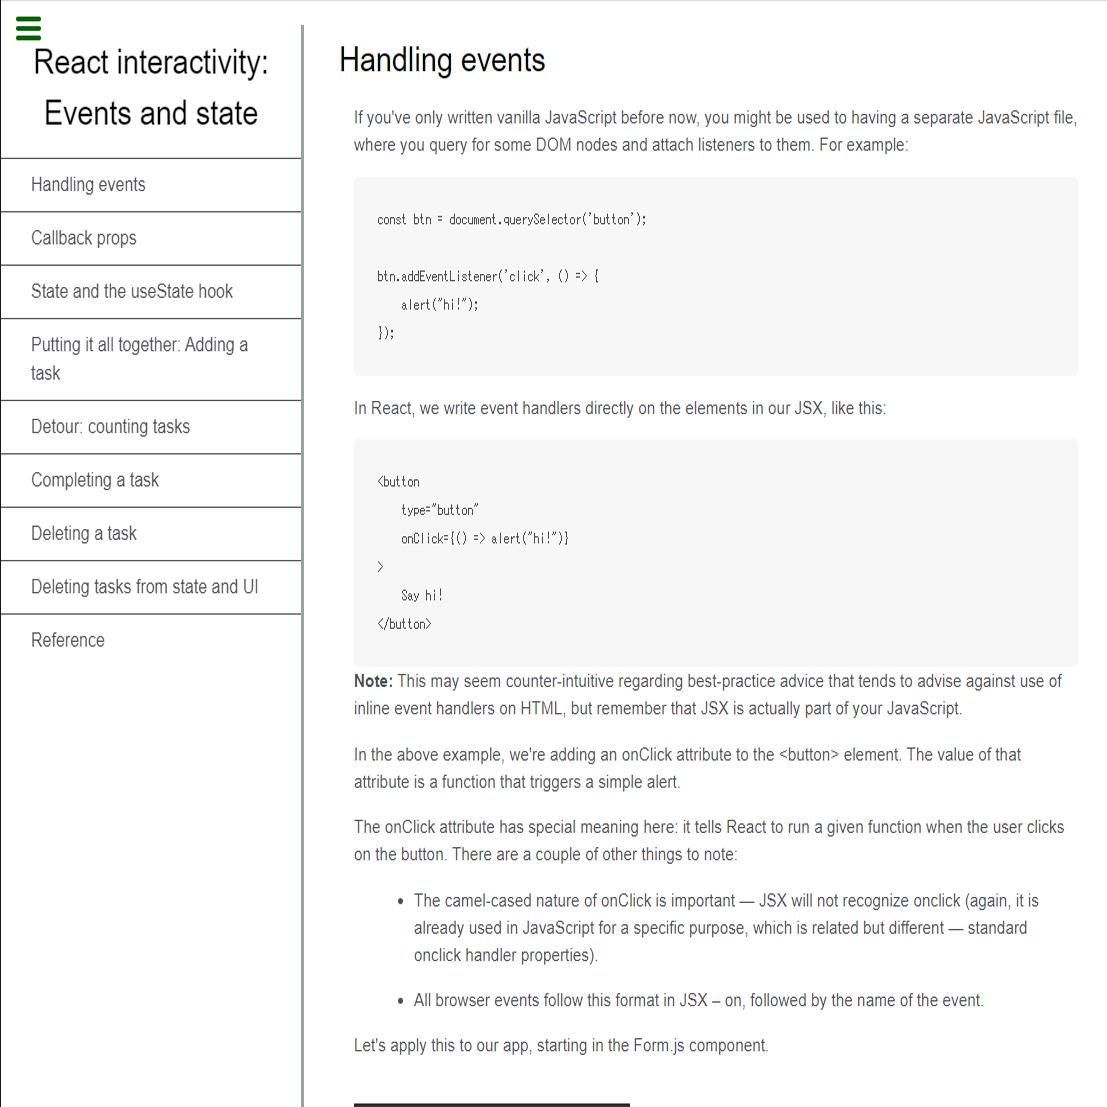 React interactivity:
Events and state
Handling events
Callback props
State and the useState hook
Putting it all together: Adding a
task
Detour: counting tasks
Completing a task
Deleting a task
Deleting tasks from state and UI
Reference
Handling events
If you've only written vanilla JavaScript before now, you might be used to having a separate JavaScript file,
where you query for some DOM nodes and attach listeners to them. For example:
const btn = document.querySelector('button');
btn.addEventListener('click', () => {
alert("hi!");
});
In React, we write event handlers directly on the elements in our JSX, like this:
<button
type="button"
onClick={() => alert("hi!")}
>
Say hi!
</button>
Note: This may seem counter-intuitive regarding best-practice advice that tends to advise against use of
inline event handlers on HTML, but remember that JSX is actually part of your JavaScript.
In the above example, we're adding an onClick attribute to the <button> element. The value of that
attribute is a function that triggers a simple alert.
The onClick attribute has special meaning here: it tells React to run a given function when the user clicks
on the button. There are a couple of other things to note:
• The camel-cased nature of onClick is important — JSX will not recognize onclick (again, it is
already used in JavaScript for a specific purpose, which is related but different — standard
onclick handler properties).
• All browser events follow this format in JSX – on, followed by the name of the event.
Let's apply this to our app, starting in the Form.js component.